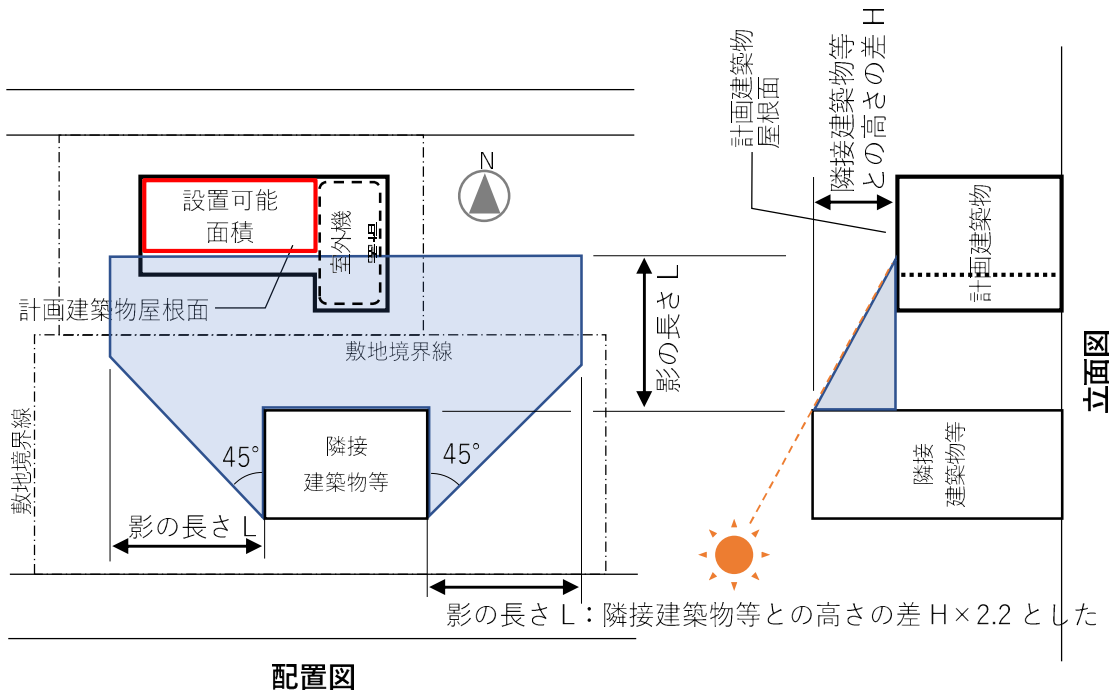 隣接建築物等
との高さの差 H
計画建築物
屋根面
N
設置可能
面積
室外機
計画建築物
計画建築物屋根面
影の長さ L
敷地境界線
敷地境界線
45°
45°
隣接
建築物等
隣接
建築物等
影の長さ L
影の長さ L：隣接建築物等との高さの差 H×2.2 とした
配置図
立面図